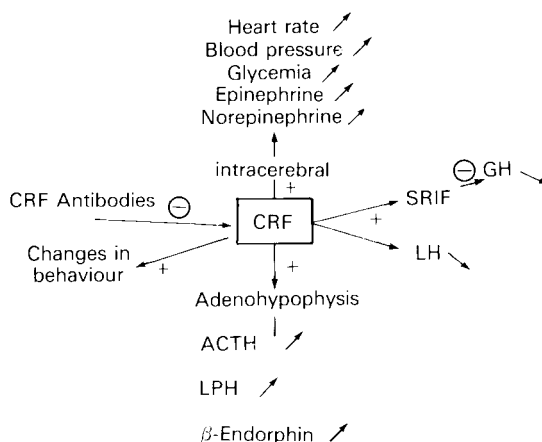 Heart rate ↗
Blood pressure ↗
Glycemia ↗
Epinephrine ↗
Norepinephrine ↗
intracerebral
+
CRF Antibodies ⊖
CRF
+
SRIF
⊖ GH ↘
LH ↘
Changes in
behaviour
+
+
Adenohypophysis
ACTH ↗
LPH ↗
β-Endorphin ↗